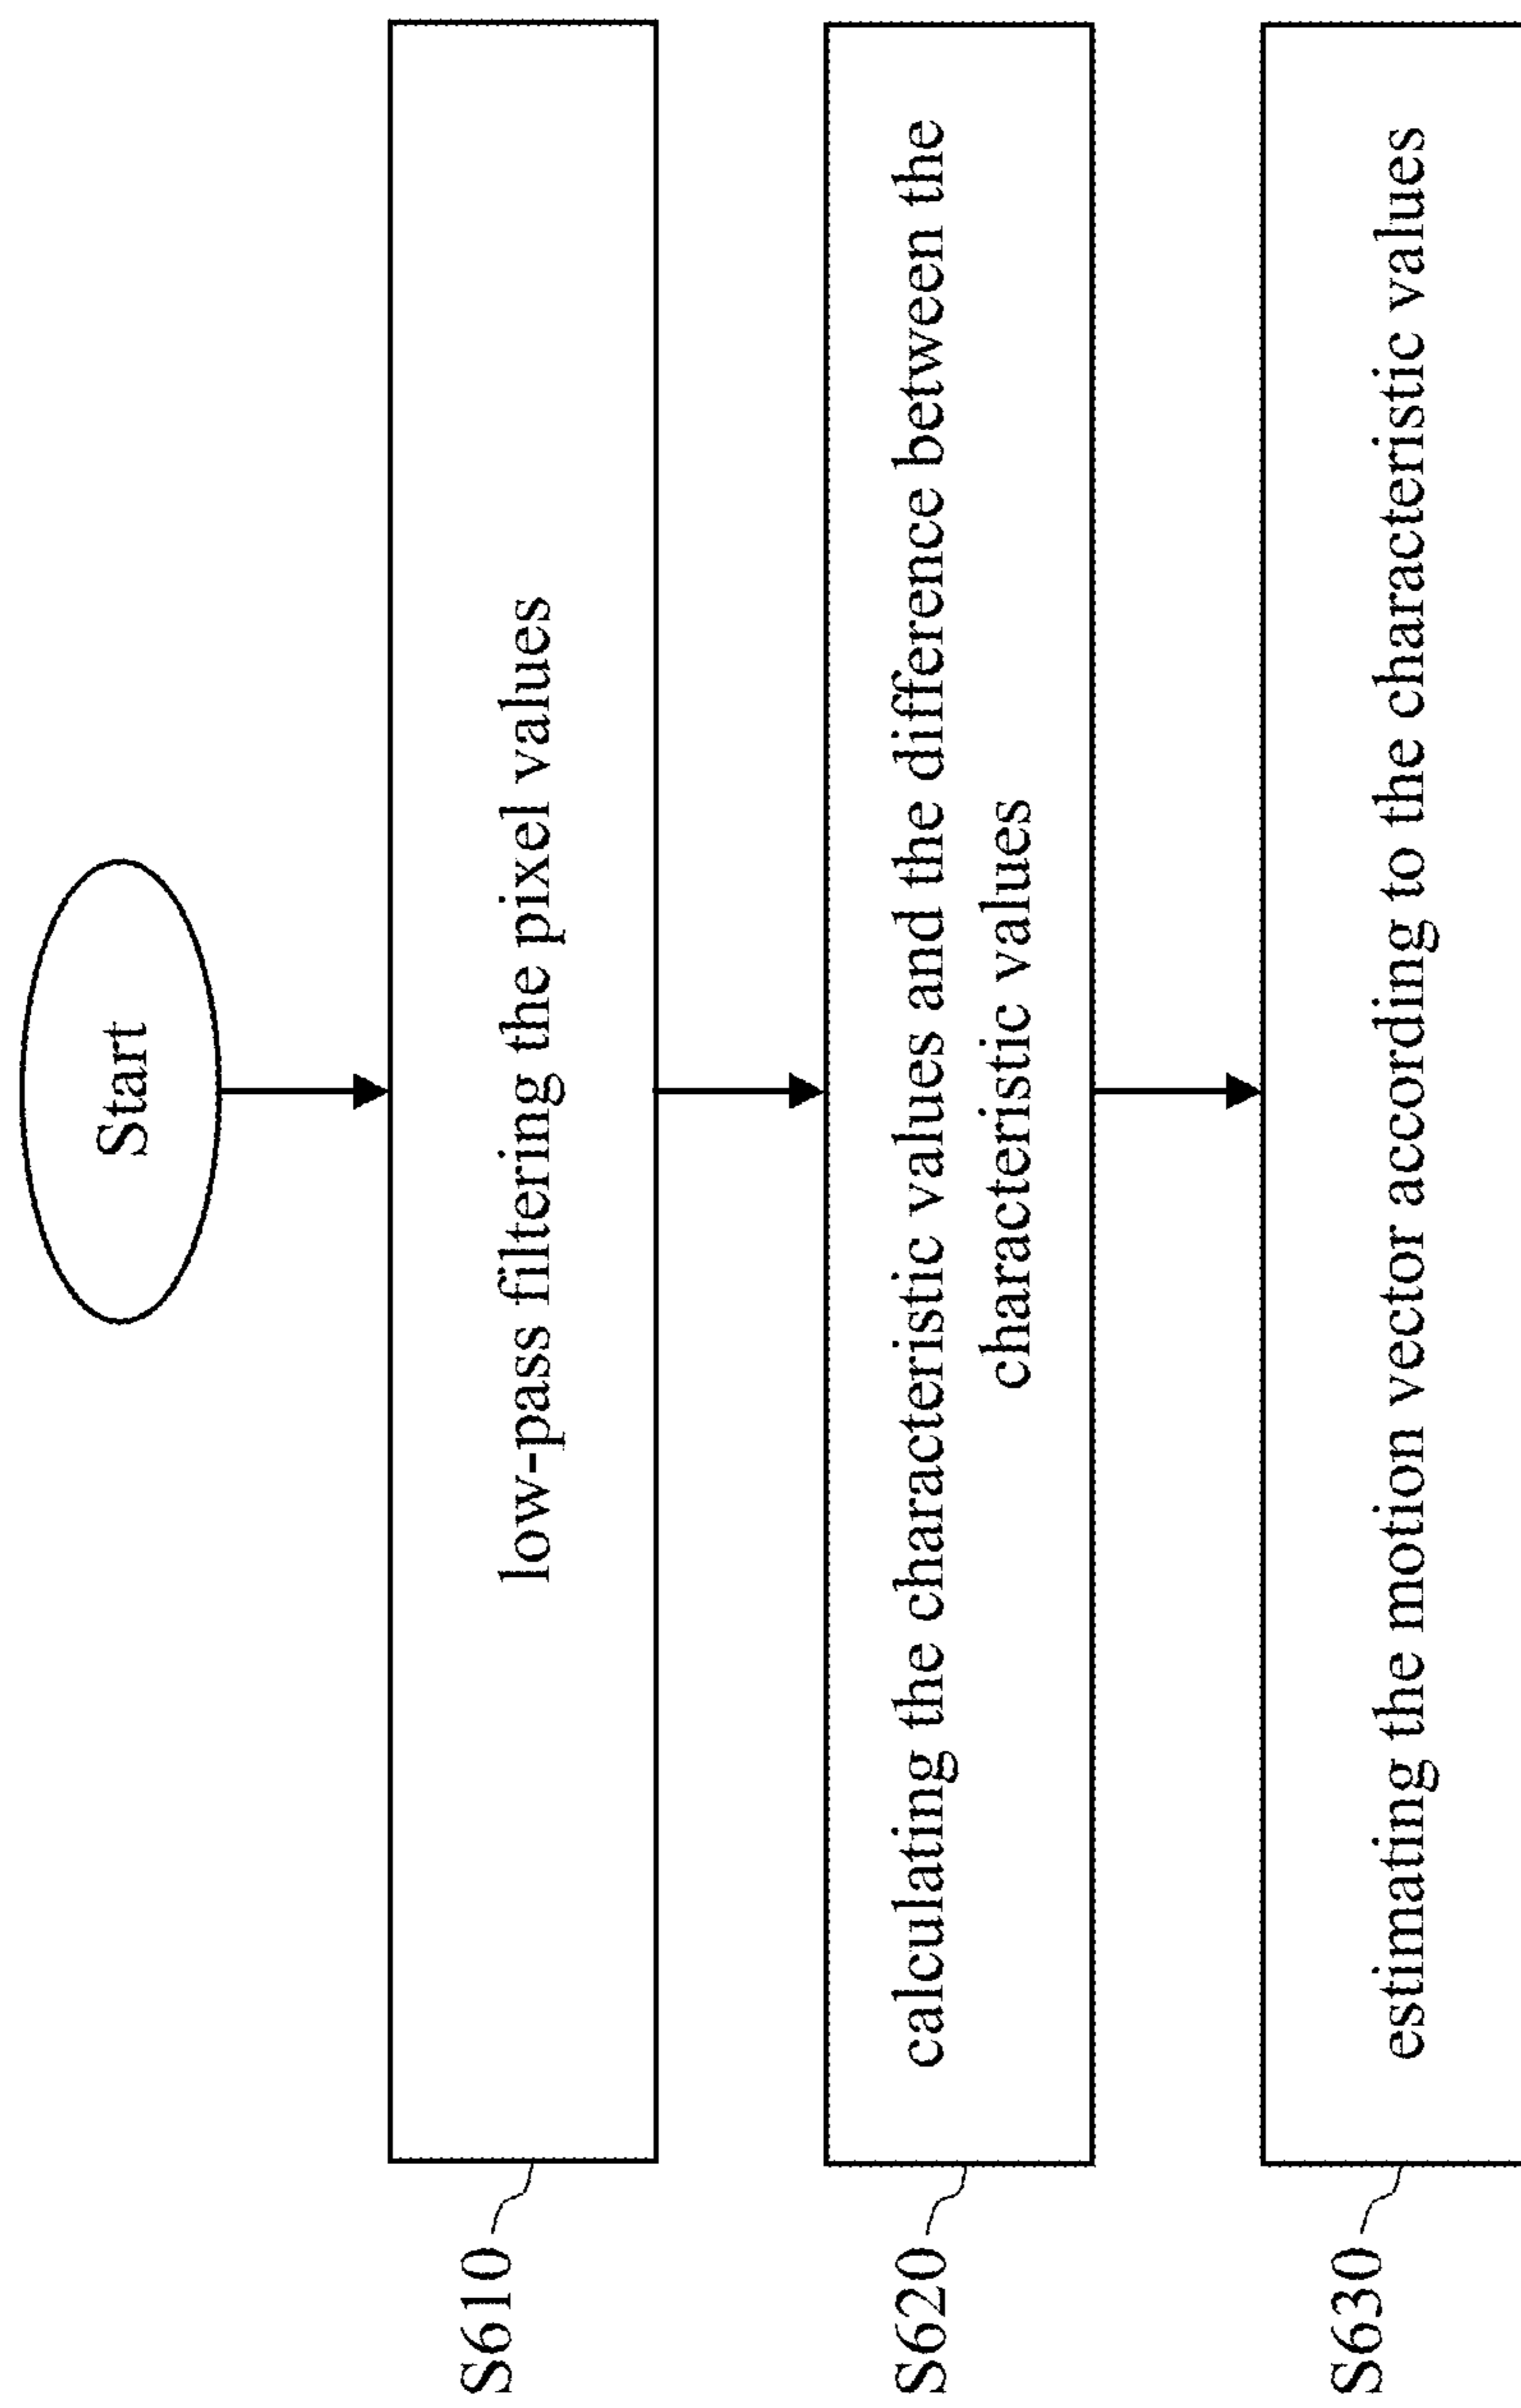 Start
S610
low-pass filtering the pixel values
S620
calculating the characteristic values and the difference between the
characteristic values
S630
estimating the motion vector according to the characteristic values